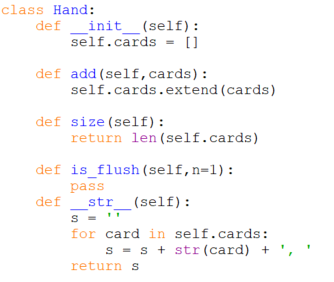 class Hand:
    def __init__(self):
        self.cards = []

    def add(self,cards):
        self.cards.extend(cards)

    def size(self):
        return len(self.cards)

    def is_flush(self,n=1):
        pass
    def __str__(self):
        s = ''
        for card in self.cards:
            s = s + str(card) + ', '
        return s